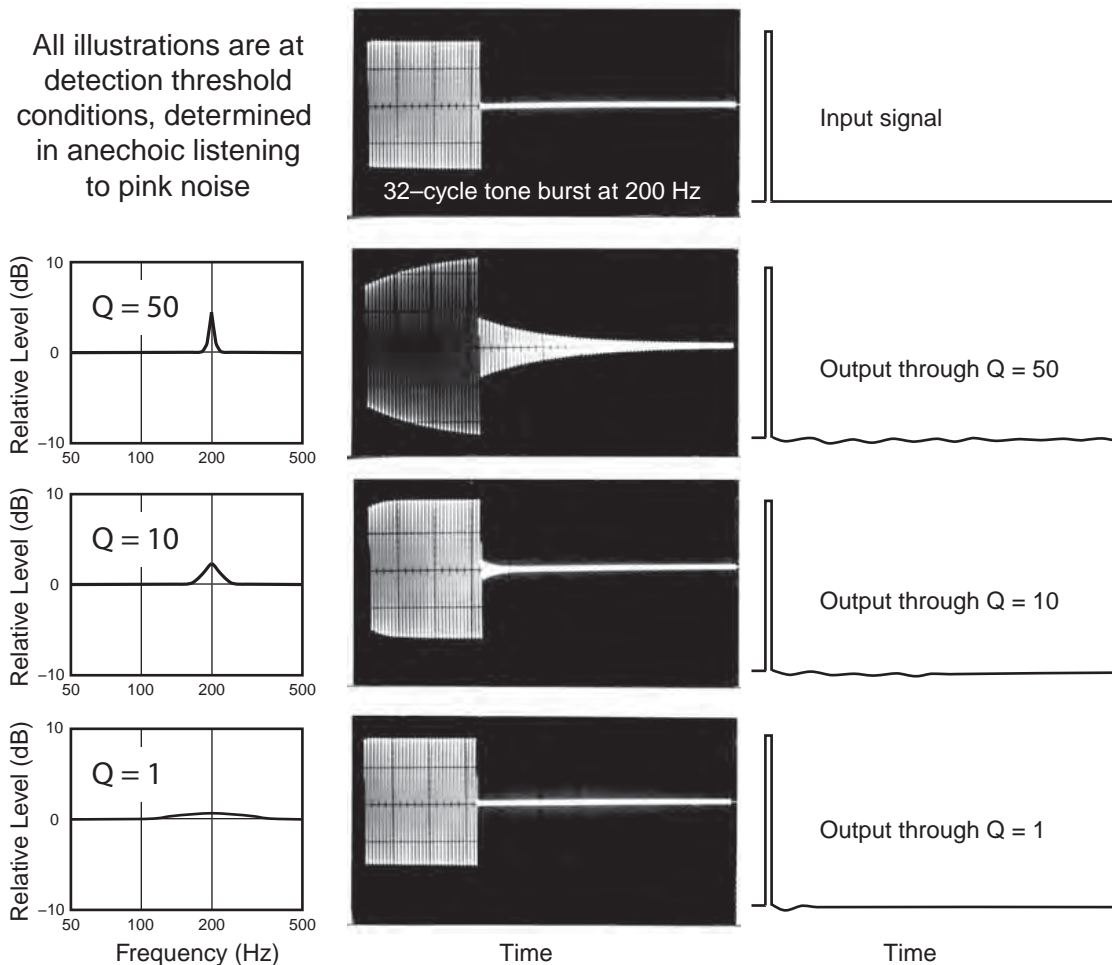 All illustrations are at
detection threshold
conditions, determined
in anechoic listening
to pink noise
32–cycle tone burst at 200 Hz
Input signal
Relative Level (dB)
10
0
–10
Q = 50
50
100
200
500
Output through Q = 50
Relative Level (dB)
10
0
–10
Q = 10
50
100
200
500
Output through Q = 10
Relative Level (dB)
10
0
–10
Q = 1
50
100
200
500
Output through Q = 1
Frequency (Hz)
Time
Time